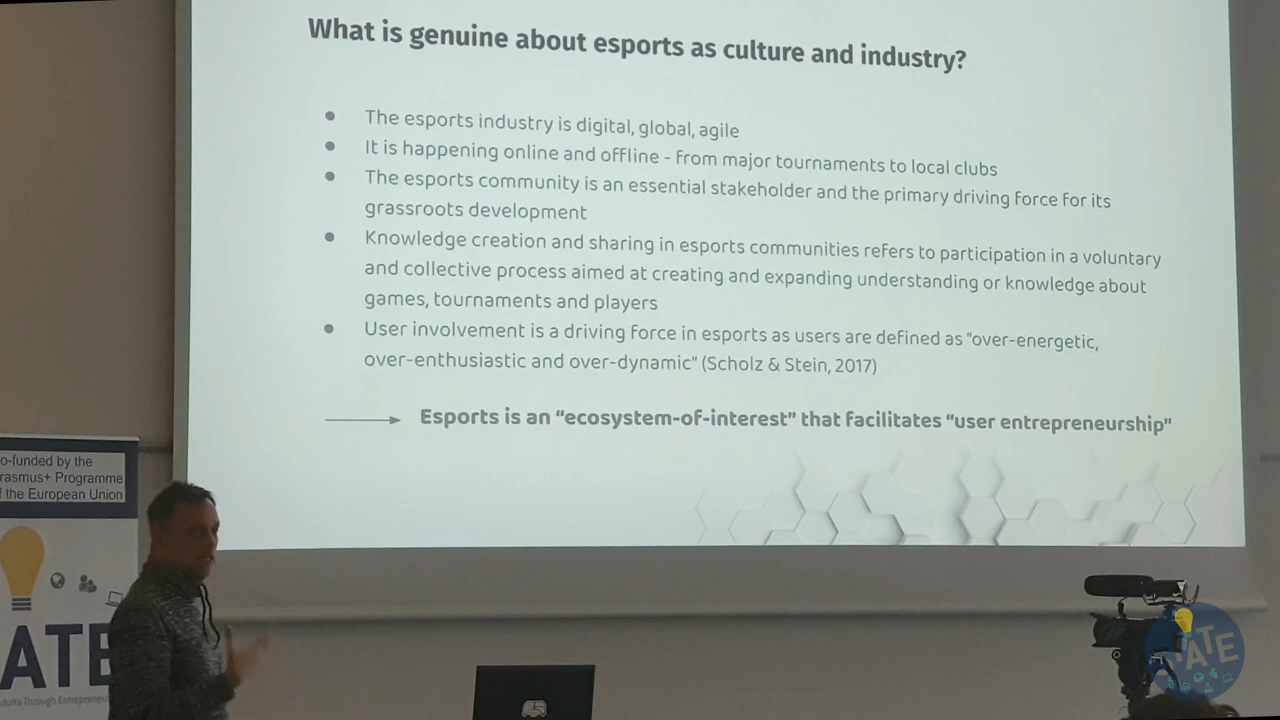 What is genuine about esports as culture and industry?
The esports industry is digital, global, agile
It is happening online and offline - from major tournaments to local clubs
The esports community is an essential stakeholder and the primary driving force for its
grassroots development
Knowledge creation and sharing in esports communities refers to participation in a voluntary
and collective process aimed at creating and expanding understanding or knowledge about
games, tournaments and players
User involvement is a driving force in esports as users are defined as "over-energetic,
over-enthusiastic and over-dynamic" (Scholz & Stein, 2017)
Esports is an "ecosystem-of-interest" that facilitates "user entrepreneurship"
o-funded by the
rasmus+ Programme
f the European Union
ATE
dults Through Entrepreneu
ATE